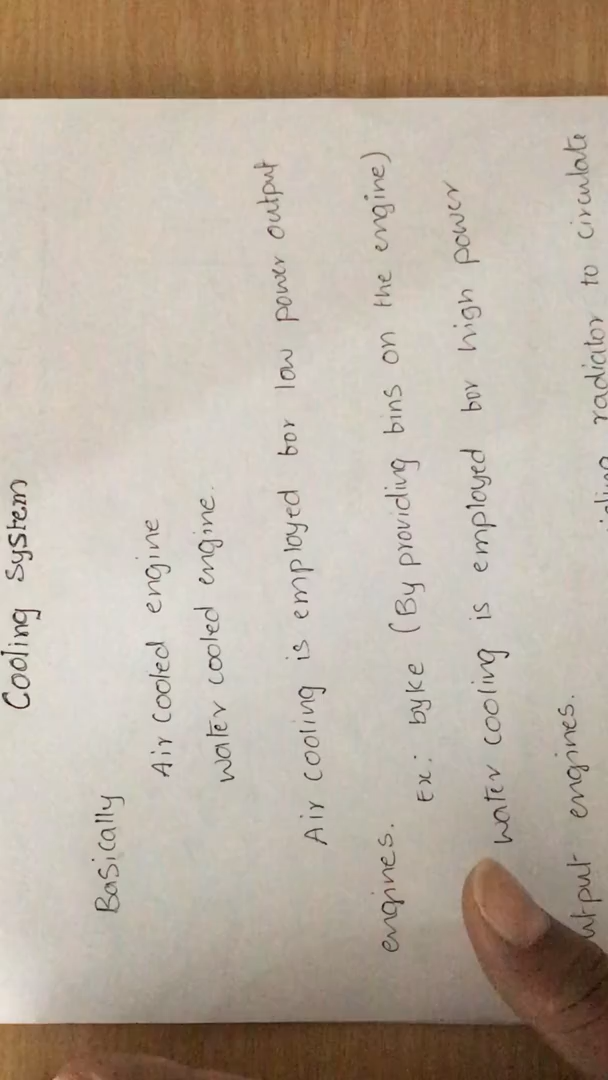 Cooling System
Basically
Air cooled engine
water cooled engine.
Air cooling is employed bor low power output
engines.
Ex: byke (By providing bins on the engine)
water cooling is employed bor high power
engines. radiator to circulate